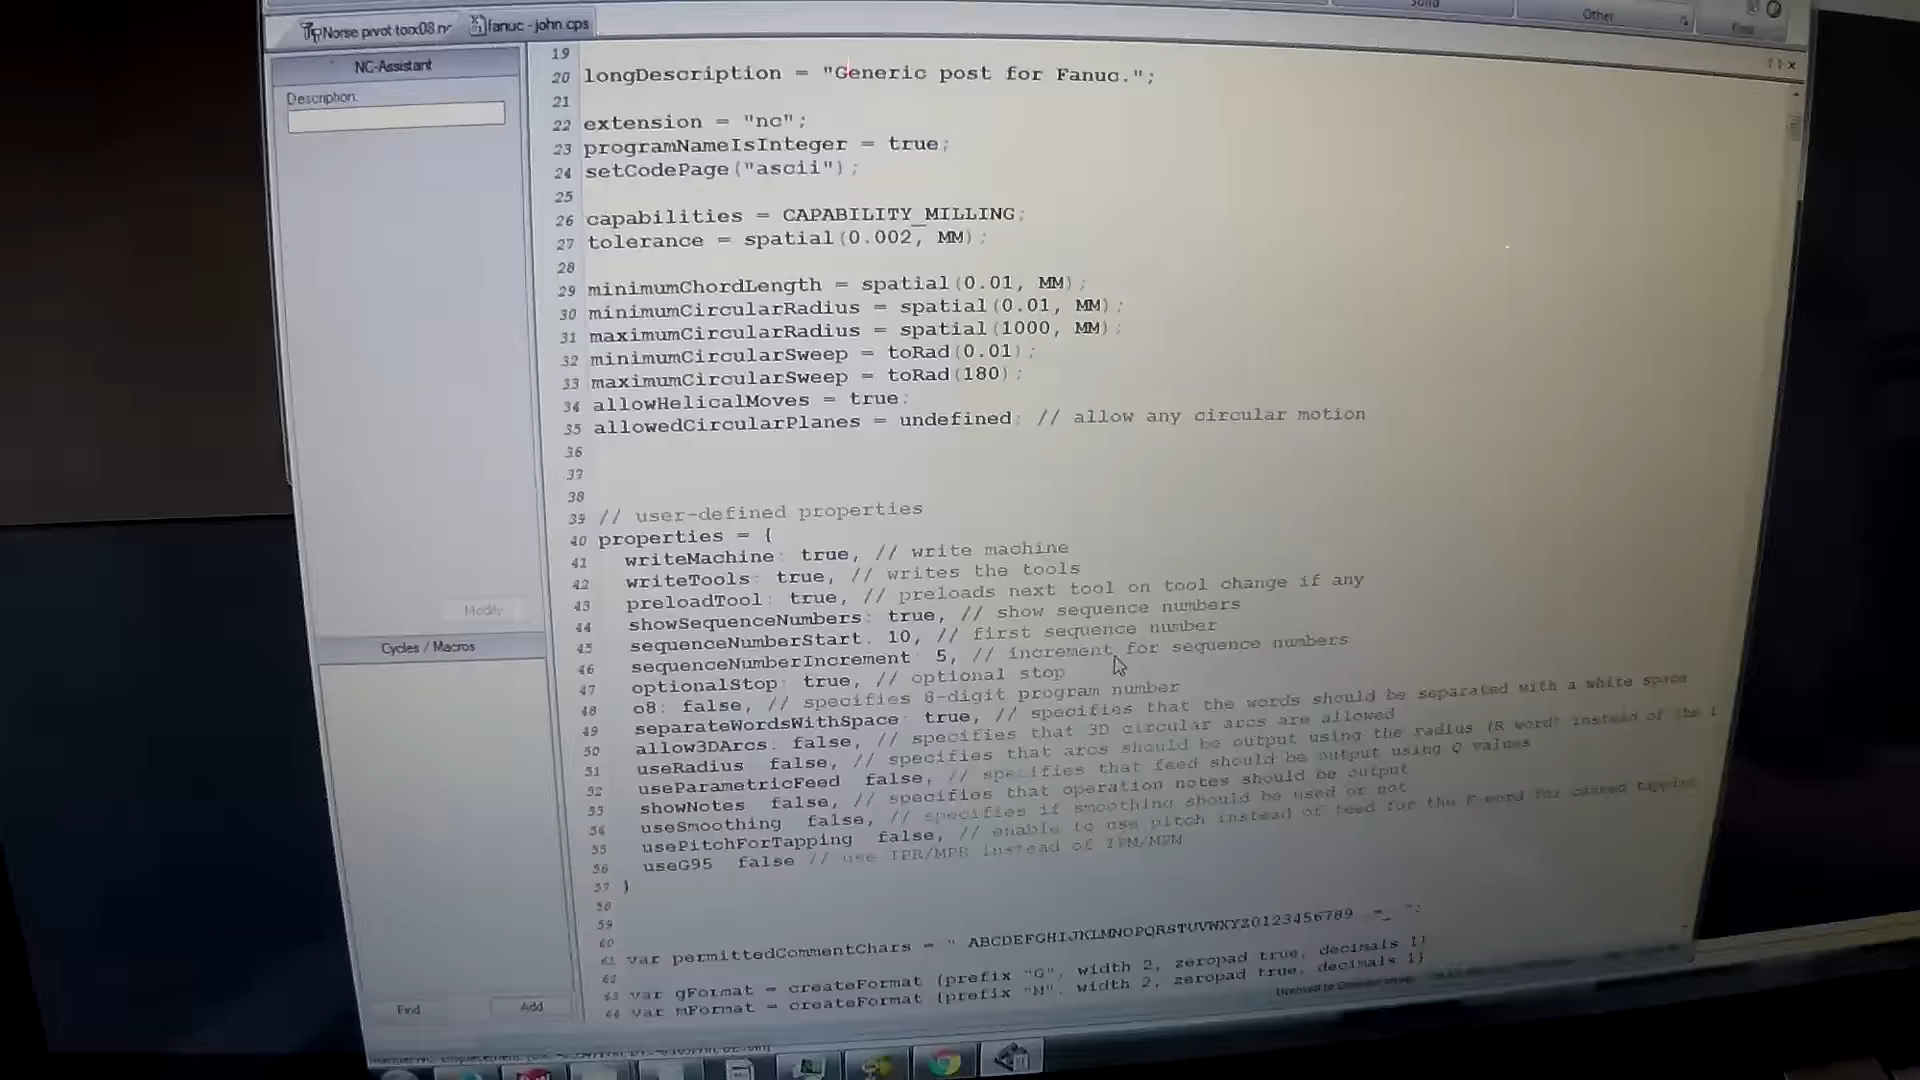 Solid
Other
Norse pivot torx08.nc
fanuc - john cps
NC-Assistant
Description:
Modify
Cycles / Macros
Find
Add
19
20 longDescription = "Generic post for Fanuc.";
21
22 extension = "nc";
23 programNameIsInteger = true;
24 setCodePage("ascii");
25
26 capabilities = CAPABILITY_MILLING;
27 tolerance = spatial(0.002, MM);
28
29 minimumChordLength = spatial(0.01, MM);
30 minimumCircularRadius = spatial(0.01, MM);
31 maximumCircularRadius = spatial(1000, MM);
32 minimumCircularSweep = toRad(0.01);
33 maximumCircularSweep = toRad(180);
34 allowHelicalMoves = true;
35 allowedCircularPlanes = undefined; // allow any circular motion
36
37
38
39 // user-defined properties
40 properties = {
41 writeMachine: true, // write machine
42 writeTools: true, // writes the tools
43 preloadTool: true, // preloads next tool on tool change if any
44 showSequenceNumbers: true, // show sequence numbers
45 sequenceNumberStart: 10, // first sequence number
46 sequenceNumberIncrement: 5, // increment for sequence numbers
47 optionalStop: true, // optional stop
48 o8: false, // specifies 8-digit program number
49 separateWordsWithSpace: true, // specifies that the words should be separated with a white space
50 allow3DArcs: false, // specifies that 3D circular arcs are allowed
51 useRadius: false, // specifies that arcs should be output using the radius (R word) instead of the I
52 useParametricFeed: false, // specifies that feed should be output using Q values
53 showNotes: false, // specifies that operation notes should be output
54 useSmoothing: false, // specifies if smoothing should be used or not
55 usePitchForTapping: false, // enable to use pitch instead of feed for the F-word for canned tapping
56 useG95: false // use IPR/MPR instead of IPM/MPM
57 }
58
59
60
61 var permittedCommentChars = " ABCDEFGHIJKLMNOPQRSTUVWXYZ0123456789
62
63 var gFormat = createFormat({prefix:"G", width:2, zeropad:true, decimals:1})
64 var mFormat = createFormat({prefix:"M", width:2, zeropad:true, decimals:1})
Licensed to